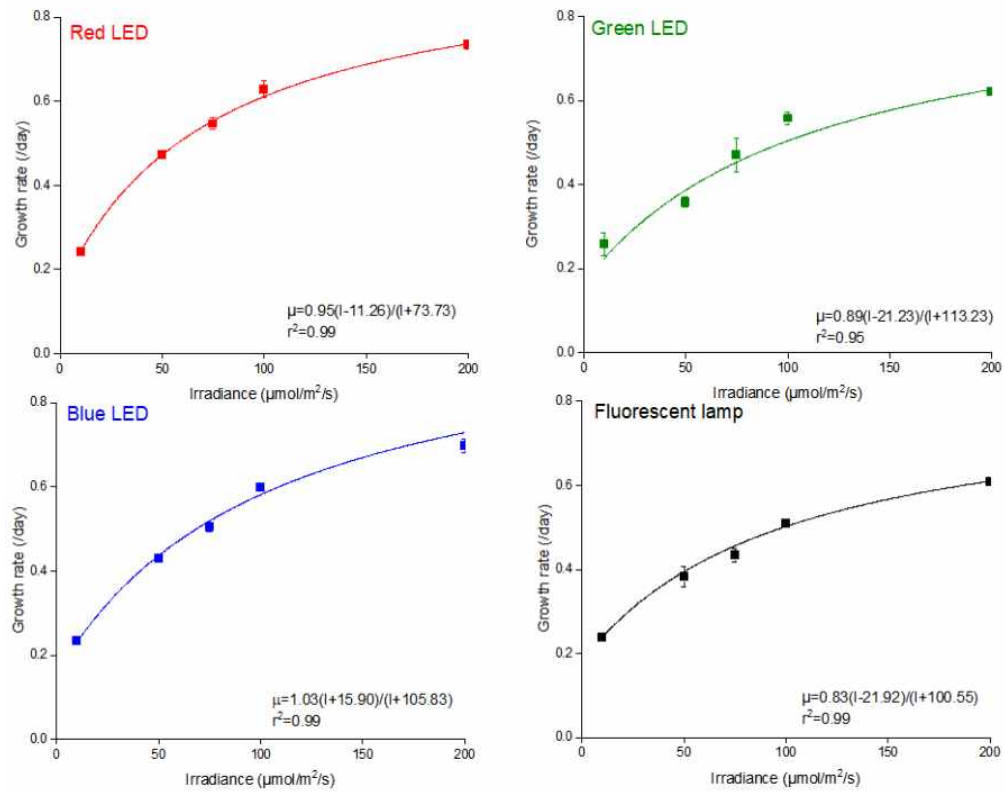 Red LED
Growth rate (/day)
0.8
0.6
0.4
0.2
0.0
μ=0.95(I-11.26)/(I+73.73)
r²=0.99
0 50 100 150 200
Irradiance (μmol/m²/s)
Green LED
Growth rate (/day)
0.8
0.6
0.4
0.2
0.0
μ=0.89(I-21.23)/(I+113.23)
r²=0.95
0 50 100 150 200
Irradiance (μmol/m²/s)
Blue LED
Growth rate (/day)
0.8
0.6
0.4
0.2
0.0
μ=1.03(I+15.90)/(I+105.83)
r²=0.99
0 50 100 150 200
Irradiance (μmol/m²/s)
Fluorescent lamp
Growth rate (/day)
0.8
0.6
0.4
0.2
0.0
μ=0.83(I-21.92)/(I+100.55)
r²=0.99
0 50 100 150 200
Irradiance (μmol/m²/s)